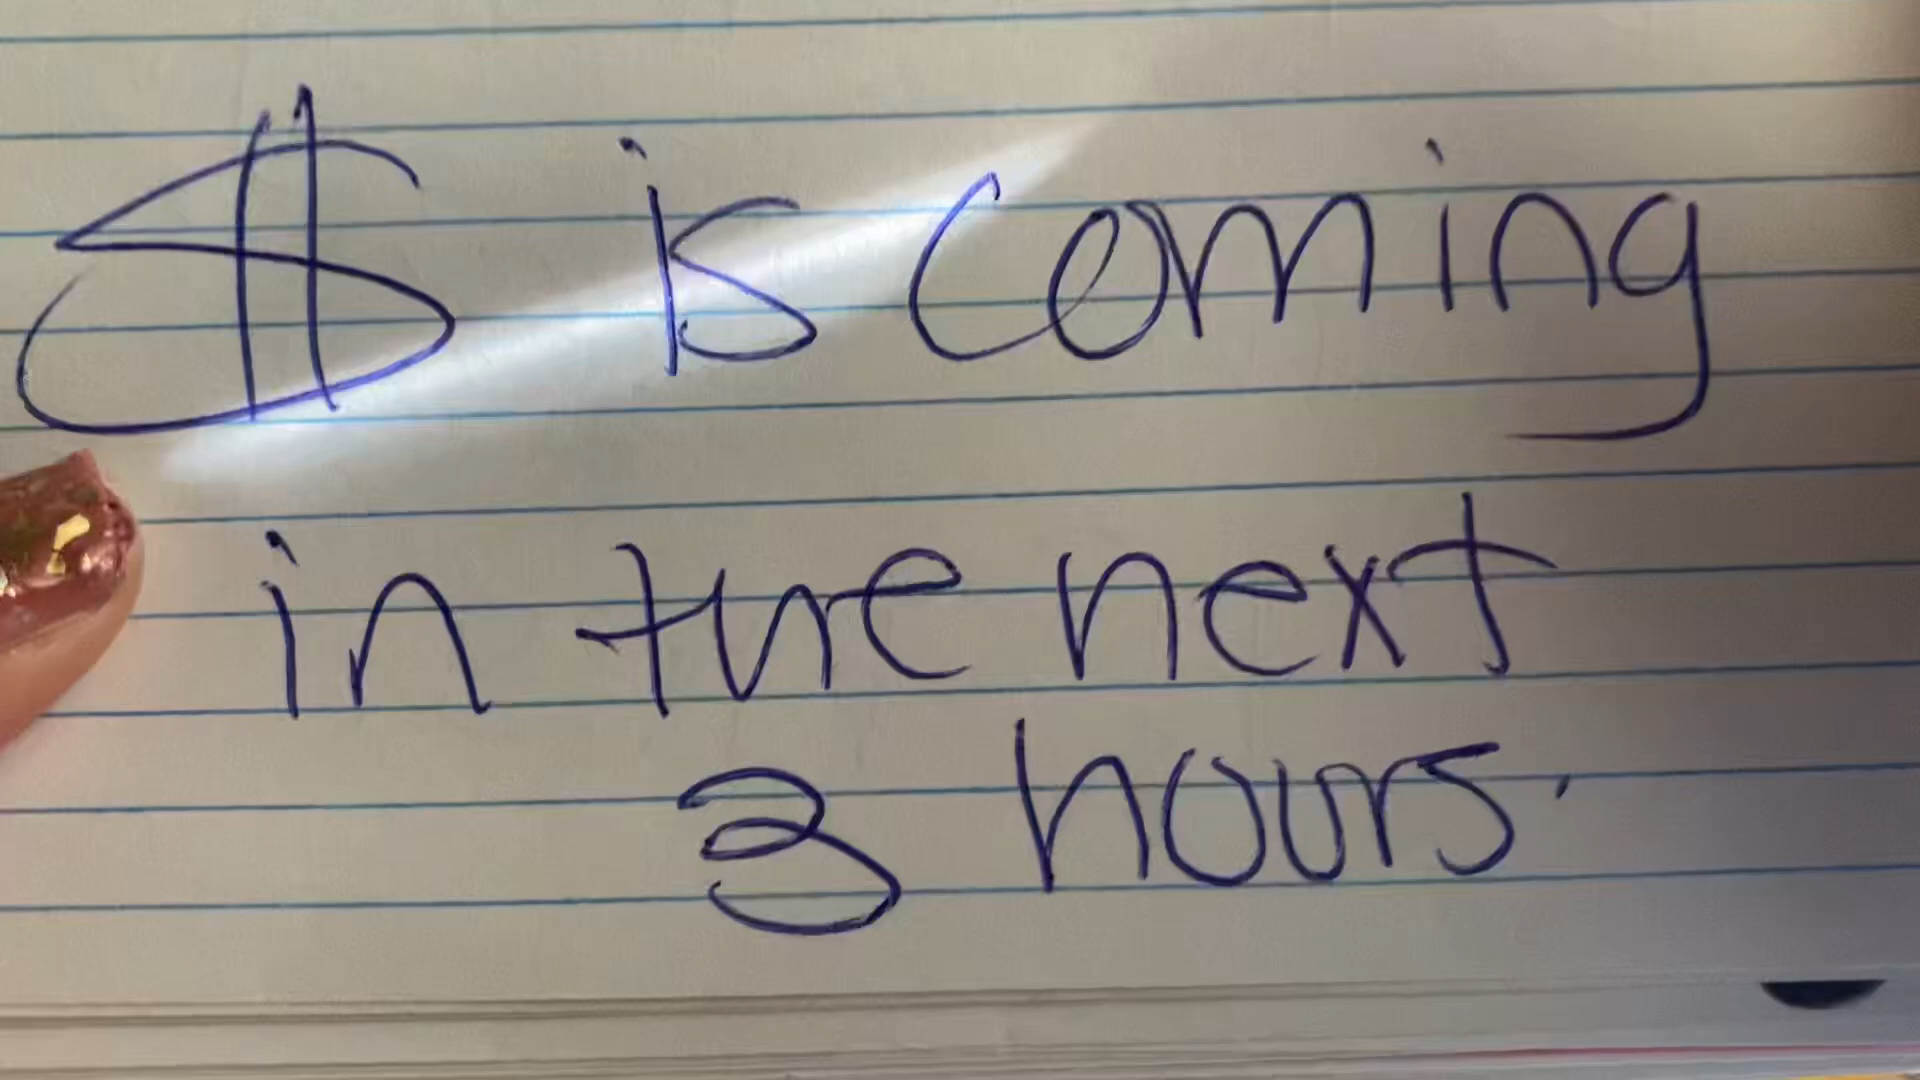 $ is coming
in the next
3 hours.